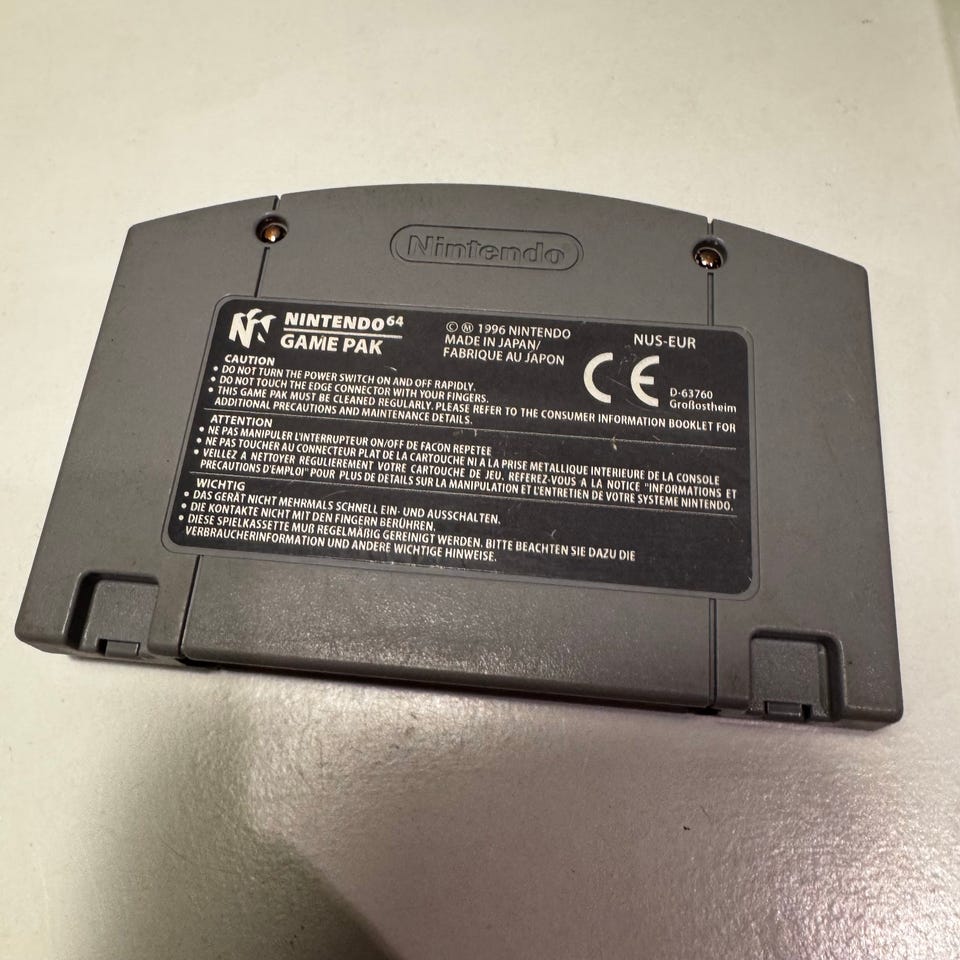 Nintendo
NINTENDO64
GAME PAK
© Ⓜ 1996 NINTENDO
MADE IN JAPAN/
FABRIQUE AU JAPON
NUS-EUR
CE
D-63760
Großostheim
CAUTION
• DO NOT TURN THE POWER SWITCH ON AND OFF RAPIDLY.
• DO NOT TOUCH THE EDGE CONNECTOR WITH YOUR FINGERS.
• THIS GAME PAK MUST BE CLEANED REGULARLY. PLEASE REFER TO THE CONSUMER INFORMATION BOOKLET FOR
ADDITIONAL PRECAUTIONS AND MAINTENANCE DETAILS.
ATTENTION
• NE PAS MANIPULER L'INTERRUPTEUR ON/OFF DE FACON REPETEE
• NE PAS TOUCHER AU CONNECTEUR PLAT DE LA CARTOUCHE NI A LA PRISE METALLIQUE INTERIEURE DE LA CONSOLE
• VEILLEZ A NETTOYER REGULIEREMENT VOTRE CARTOUCHE DE JEU. REFEREZ-VOUS A LA NOTICE "INFORMATIONS ET
PRECAUTIONS D'EMPLOI" POUR PLUS DE DETAILS SUR LA MANIPULATION ET L'ENTRETIEN DE VOTRE SYSTEME NINTENDO.
WICHTIG
• DAS GERÄT NICHT MEHRMALS SCHNELL EIN- UND AUSSCHALTEN.
• DIE KONTAKTE NICHT MIT DEN FINGERN BERÜHREN.
• DIESE SPIELKASSETTE MUß REGELMÄßIG GEREINIGT WERDEN. BITTE BEACHTEN SIE DAZU DIE
VERBRAUCHERINFORMATION UND ANDERE WICHTIGE HINWEISE.